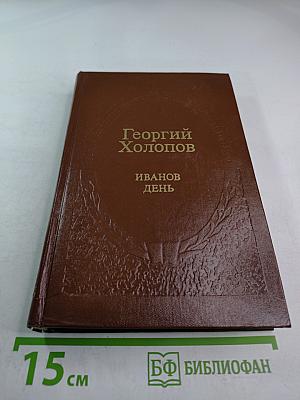 Георгий
Холопов
ИВАНОВ
ДЕНЬ
15 см
БФ БИБЛИОФАН